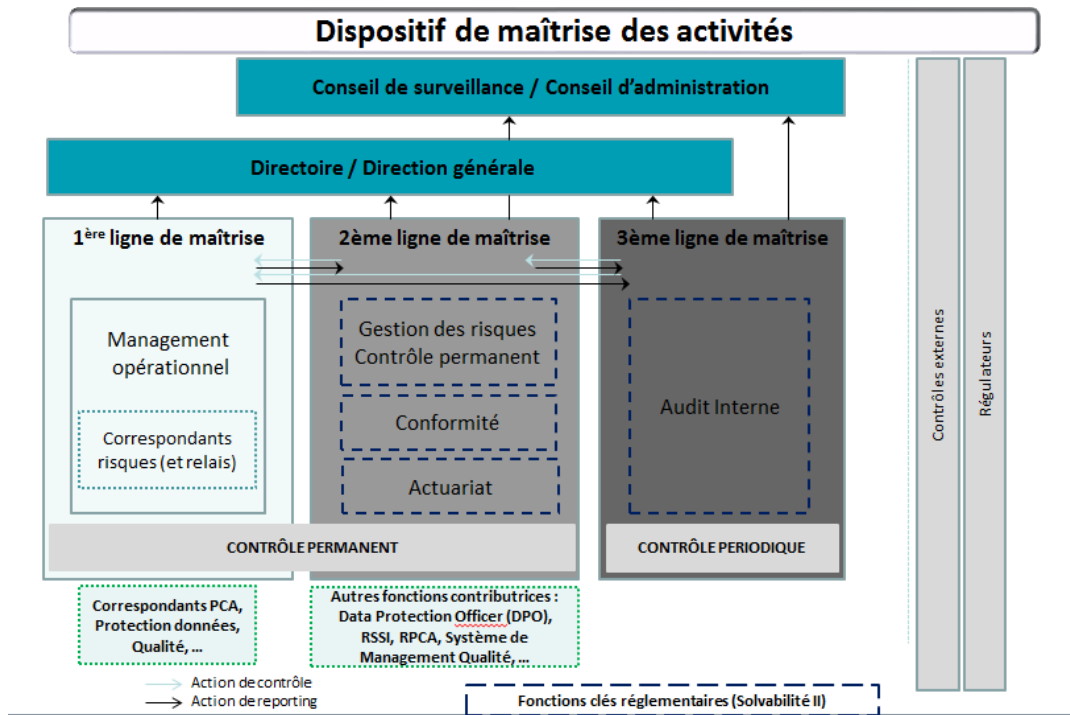 Dispositif de maîtrise des activités
Conseil de surveillance / Conseil d'administration
Directoire / Direction générale
1ère ligne de maîtrise
2ème ligne de maîtrise
3ème ligne de maîtrise
Management
opérationnel
Correspondants
risques (et relais)
Gestion des risques
Contrôle permanent
Conformité
Actuariat
Audit Interne
CONTRÔLE PERMANENT
CONTRÔLE PERIODIQUE
Correspondants PCA,
Protection données,
Qualité, ...
Autres fonctions contributrices :
Data Protection Officer (DPO),
RSSI, RPCA, Système de
Management Qualité, ...
Contrôles externes
Régulateurs
Action de contrôle
Action de reporting
Fonctions clés réglementaires (Solvabilité II)